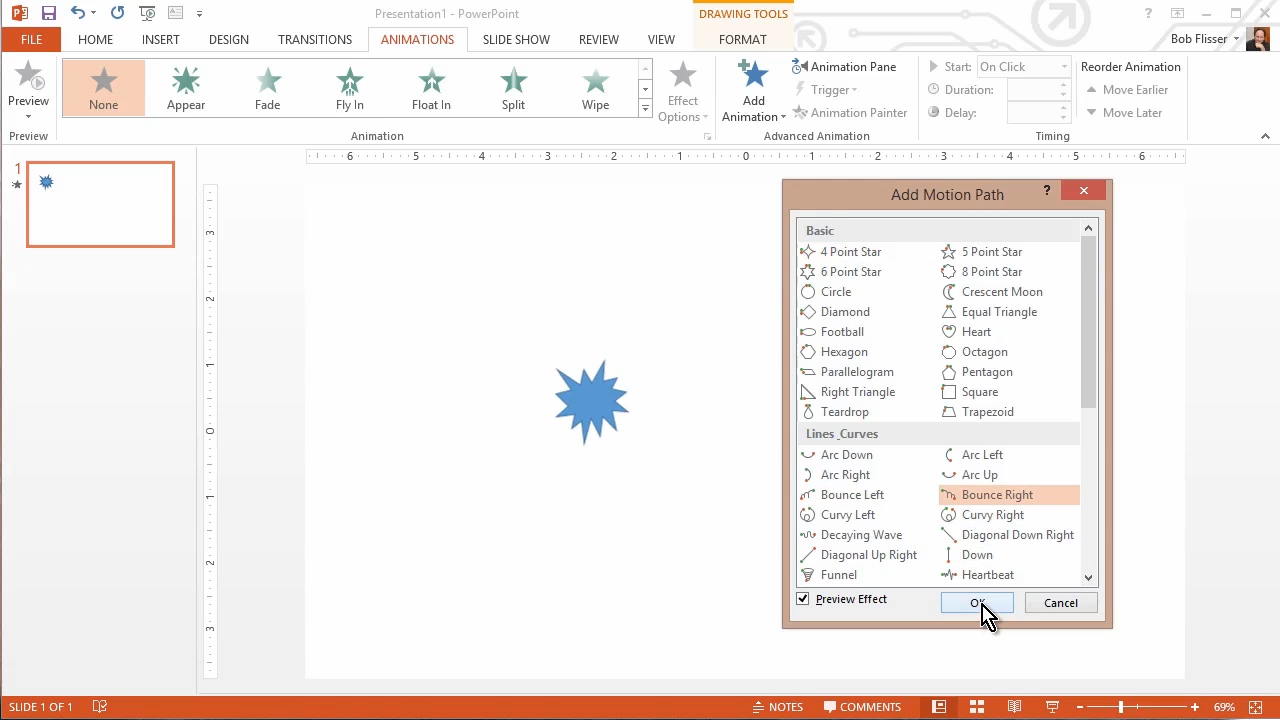 Presentation1 - PowerPoint
DRAWING TOOLS
?
FILE HOME INSERT DESIGN TRANSITIONS ANIMATIONS SLIDE SHOW REVIEW VIEW FORMAT
Bob Flisser
Preview
None Appear Fade Fly In Float In Split Wipe
Effect Options
Add Animation
Animation Pane
Trigger
Animation Painter
Start: On Click
Duration:
Delay:
Reorder Animation
Move Earlier
Move Later
Preview Animation Advanced Animation Timing
1
6 5 4 3 2 1 0 1 2 3 4 5 6
3
2
1
0
1
2
3
Add Motion Path ?
Basic
4 Point Star 5 Point Star
6 Point Star 8 Point Star
Circle Crescent Moon
Diamond Equal Triangle
Football Heart
Hexagon Octagon
Parallelogram Pentagon
Right Triangle Square
Teardrop Trapezoid
Lines_Curves
Arc Down Arc Left
Arc Right Arc Up
Bounce Left Bounce Right
Curvy Left Curvy Right
Decaying Wave Diagonal Down Right
Diagonal Up Right Down
Funnel Heartbeat
Preview Effect
OK Cancel
SLIDE 1 OF 1
NOTES COMMENTS 69%